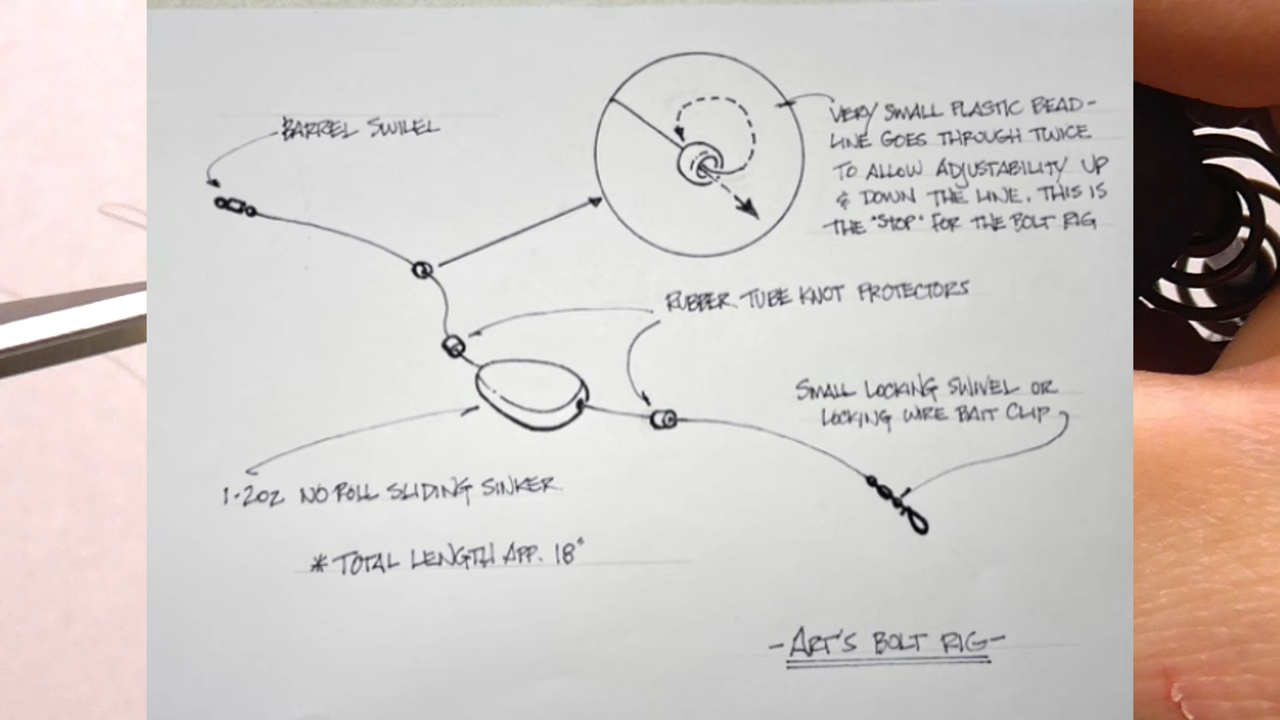 BARREL SWILEL
VERY SMALL PLASTIC BEAD-
LINE GOES THROUGH TWICE
TO ALLOW ADJUSTABILITY UP
& DOWN THE LINE. THIS IS
THE "STOP" FOR THE BOLT RIG
RUBBER TUBE KNOT PROTECTORS
SMALL LOCKING SWIVEL OR
LOCKING WIRE BAIT CLIP
1-2OZ NO ROLL SLIDING SINKER
*TOTAL LENGTH APP. 18"
-ART'S BOLT RIG-